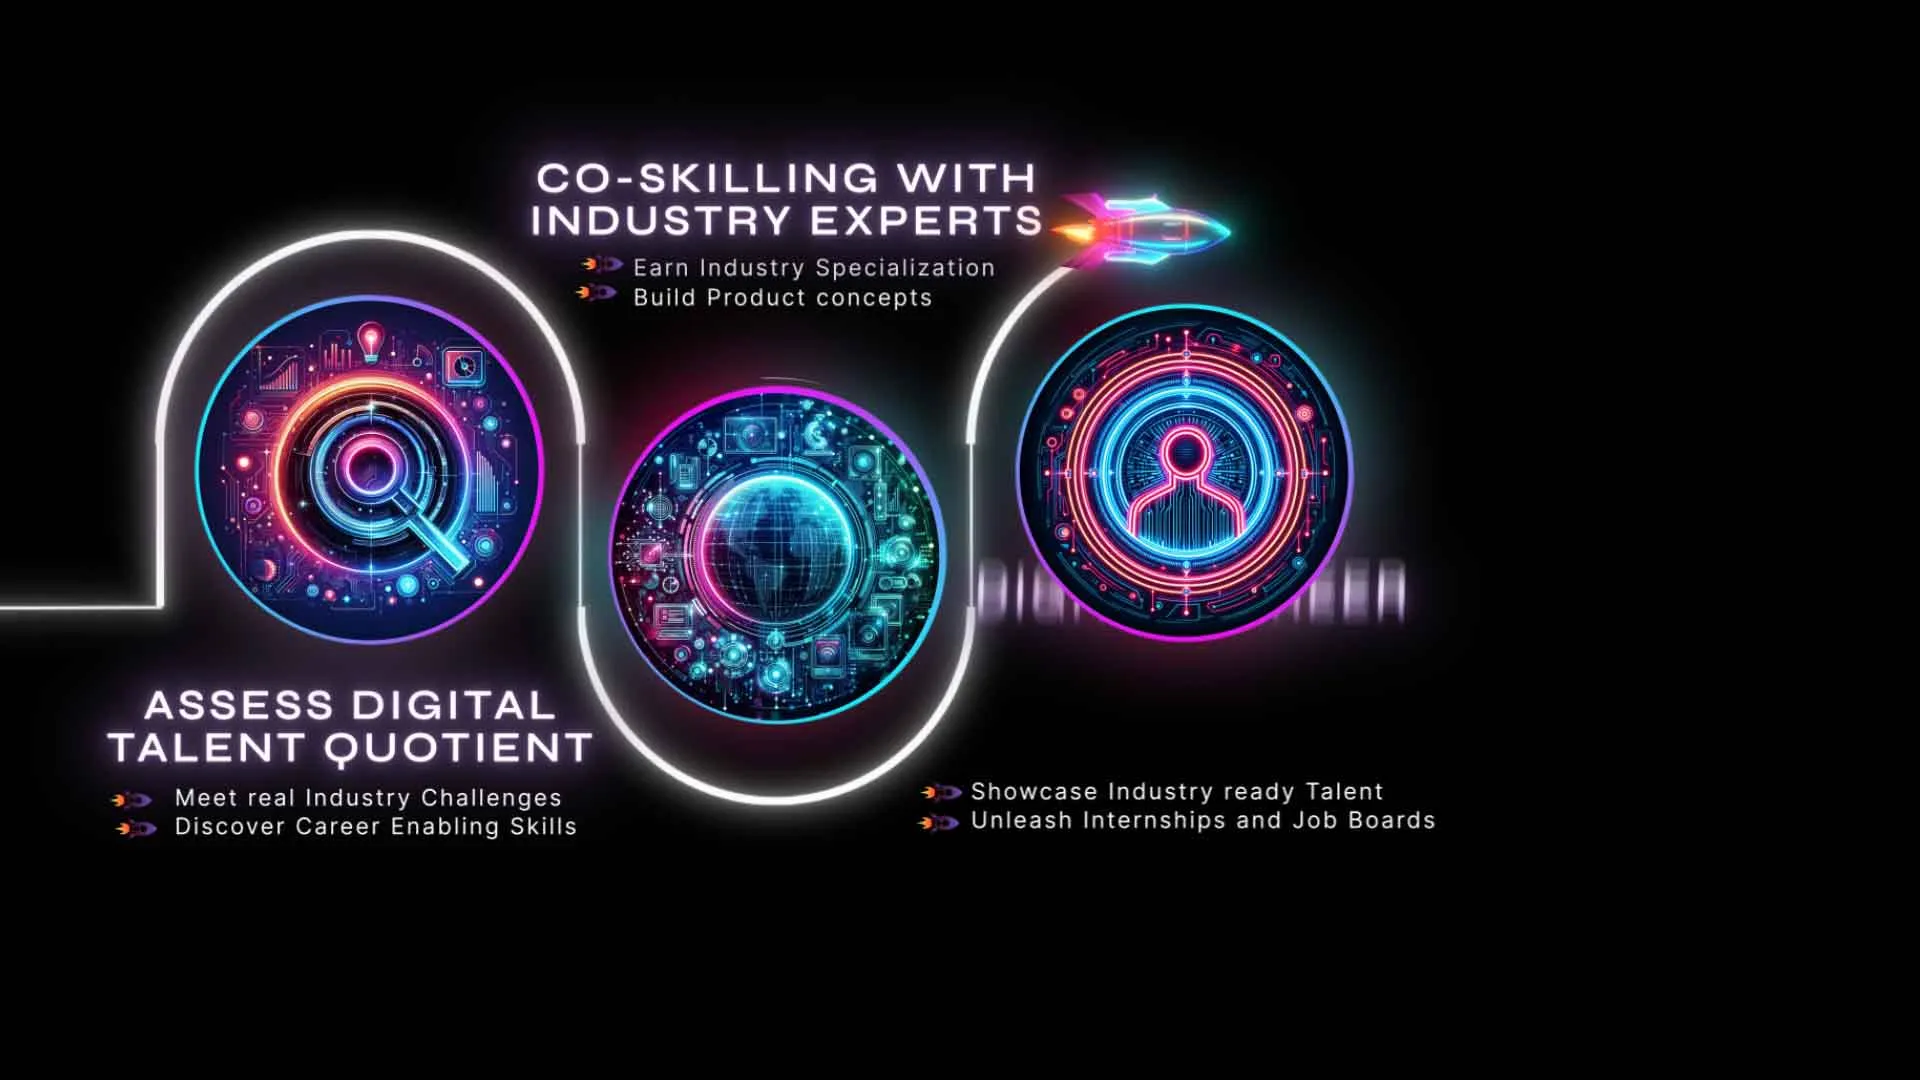 CO-SKILLING WITH
INDUSTRY EXPERTS
Earn Industry Specialization
Build Product concepts
ASSESS DIGITAL
TALENT QUOTIENT
Meet real Industry Challenges
Discover Career Enabling Skills
Showcase Industry ready Talent
Unleash Internships and Job Boards